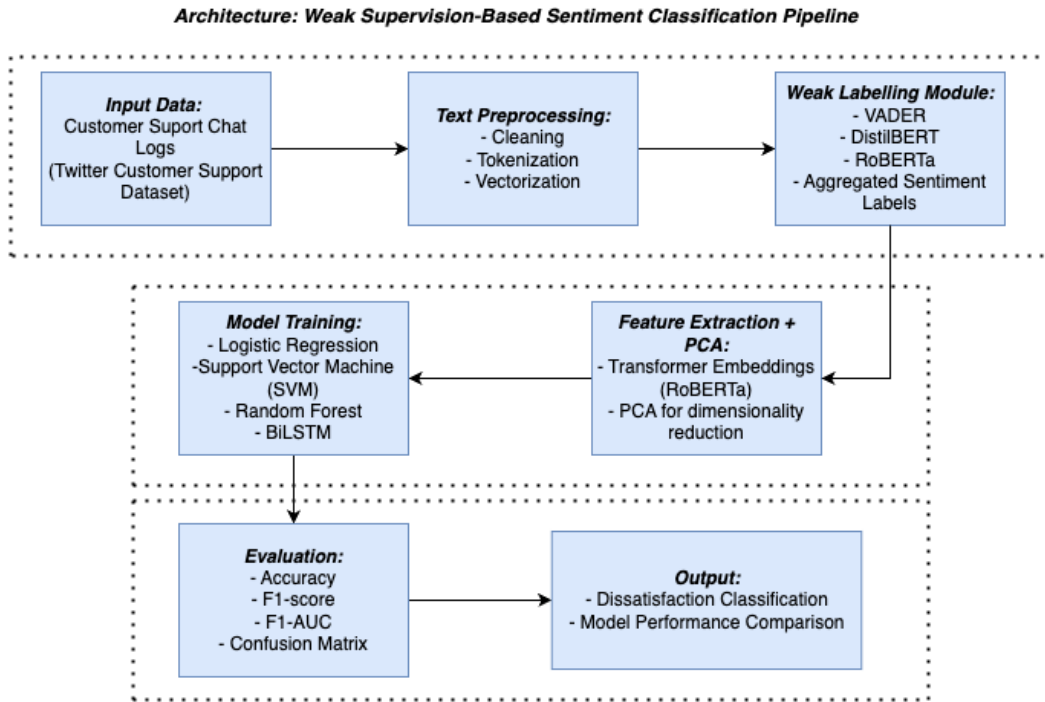 Architecture: Weak Supervision-Based Sentiment Classification Pipeline
Input Data:
Customer Suport Chat
Logs
(Twitter Customer Support
Dataset)
Text Preprocessing:
- Cleaning
- Tokenization
- Vectorization
Weak Labelling Module:
- VADER
- DistilBERT
- RoBERTa
- Aggregated Sentiment
Labels
Feature Extraction +
PCA:
- Transformer Embeddings
(RoBERTa)
- PCA for dimensionality
reduction
Model Training:
- Logistic Regression
-Support Vector Machine
(SVM)
- Random Forest
- BiLSTM
Evaluation:
- Accuracy
- F1-score
- F1-AUC
- Confusion Matrix
Output:
- Dissatisfaction Classification
- Model Performance Comparison